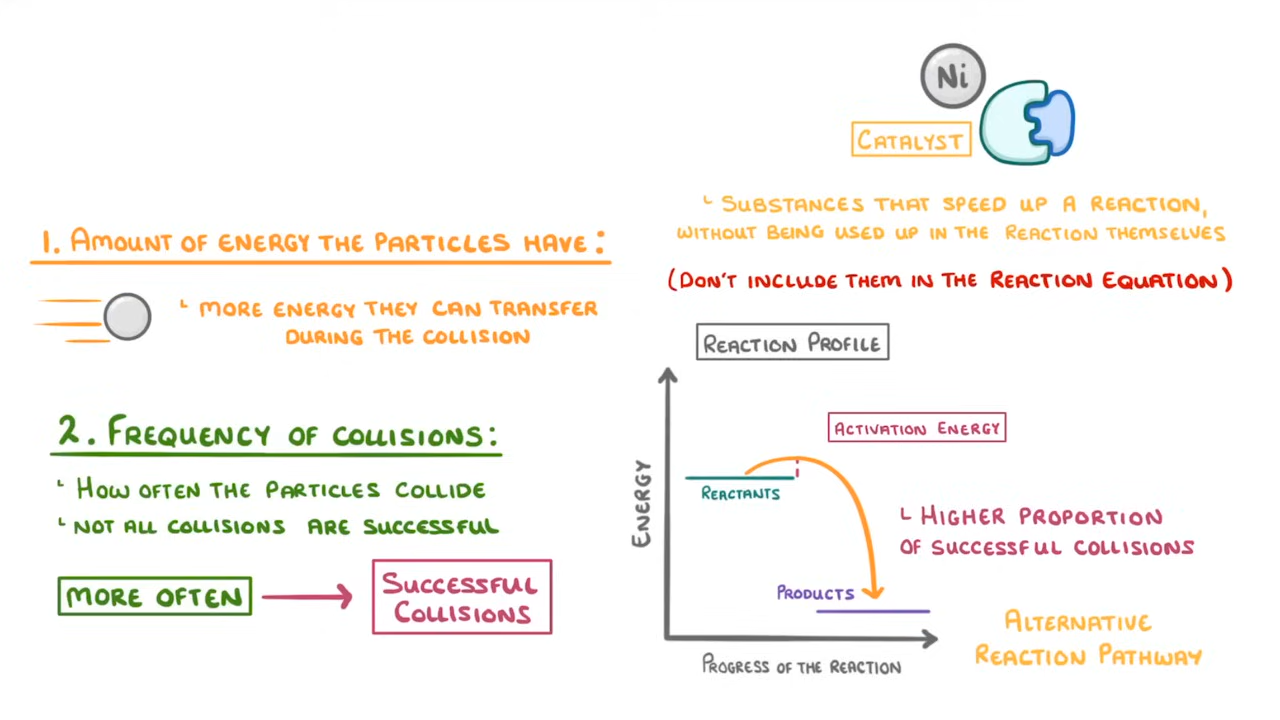 1. AMOUNT OF ENERGY THE PARTICLES HAVE:
MORE ENERGY THEY CAN TRANSFER
DURING THE COLLISION
2. FREQUENCY OF COLLISIONS:
HOW OFTEN THE PARTICLES COLLIDE
NOT ALL COLLISIONS ARE SUCCESSFUL
MORE OFTEN
SUCCESSFUL
COLLISIONS
Ni
CATALYST
SUBSTANCES THAT SPEED UP A REACTION,
WITHOUT BEING USED UP IN THE REACTION THEMSELVES
(DON'T INCLUDE THEM IN THE REACTION EQUATION)
REACTION PROFILE
ACTIVATION ENERGY
ENERGY
REACTANTS
HIGHER PROPORTION
OF SUCCESSFUL COLLISIONS
PRODUCTS
PROGRESS OF THE REACTION
ALTERNATIVE
REACTION PATHWAY